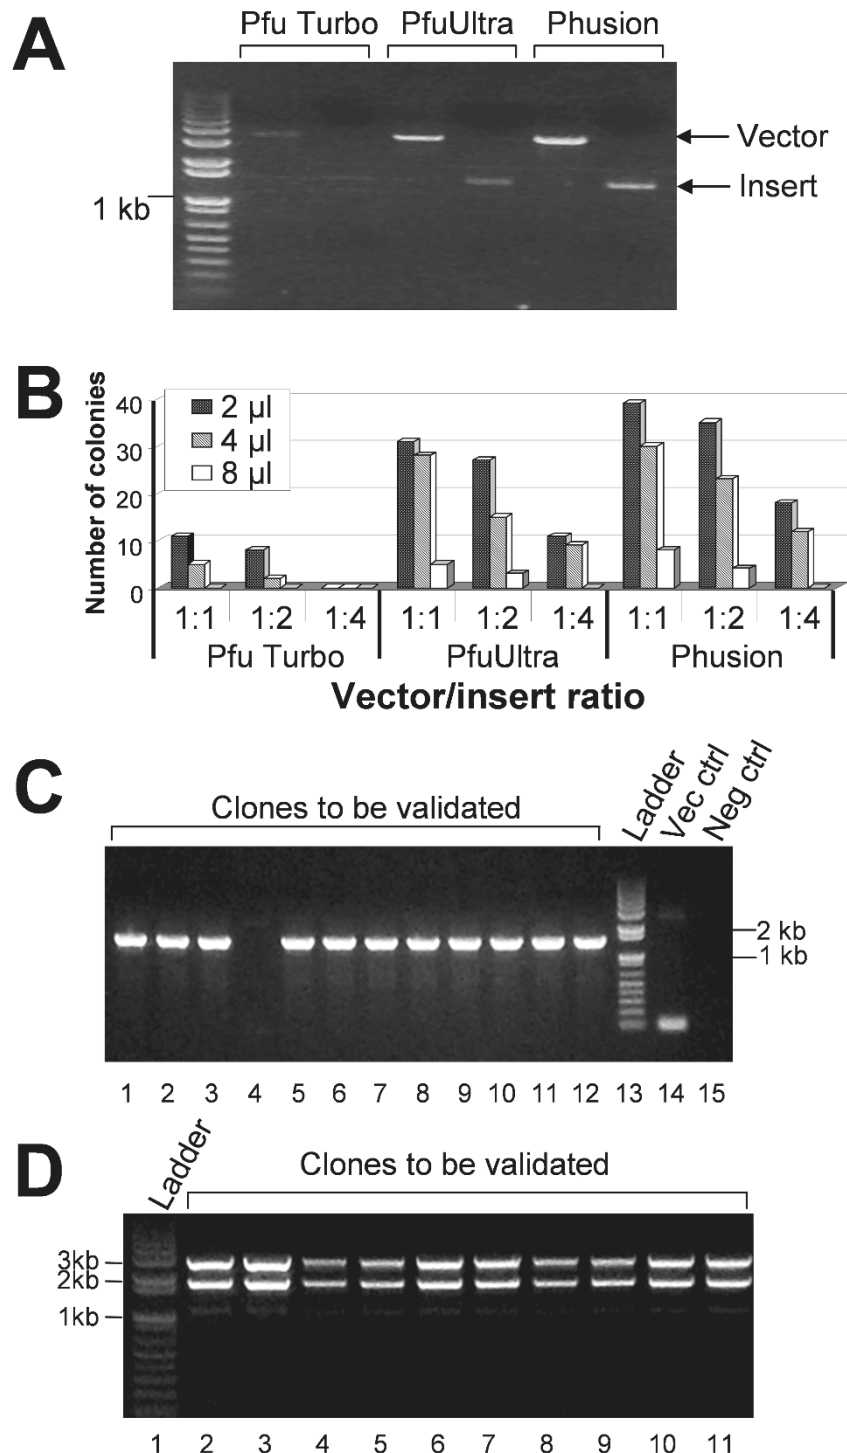 A
Pfu Turbo PfuUltra Phusion
Vector
Insert
1 kb
B
Number of colonies
40
30
20
10
0
2 µl
4 µl
8 µl
1:1 1:2 1:4 1:1 1:2 1:4 1:1 1:2 1:4
Pfu Turbo PfuUltra Phusion
Vector/insert ratio
C
Clones to be validated
Ladder
Vec ctrl
Neg ctrl
2 kb
1 kb
1 2 3 4 5 6 7 8 9 10 11 12 13 14 15
D
Ladder
Clones to be validated
3kb
2kb
1kb
1 2 3 4 5 6 7 8 9 10 11